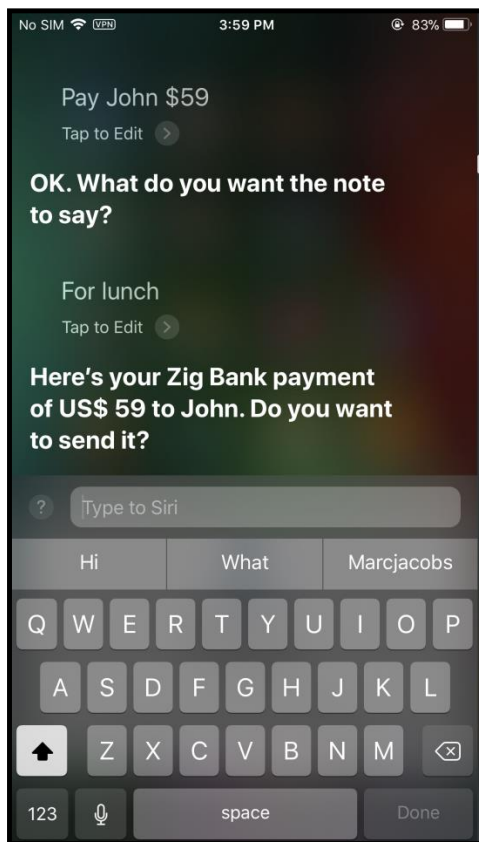 No SIM VPN 3:59 PM 83%
Pay John $59
Tap to Edit >
OK. What do you want the note
to say?
For lunch
Tap to Edit >
Here's your Zig Bank payment
of US$ 59 to John. Do you want
to send it?
? Type to Siri
Hi What Marcjacobs
Q W E R T Y U I O P
A S D F G H J K L
Z X C V B N M
123 space Done